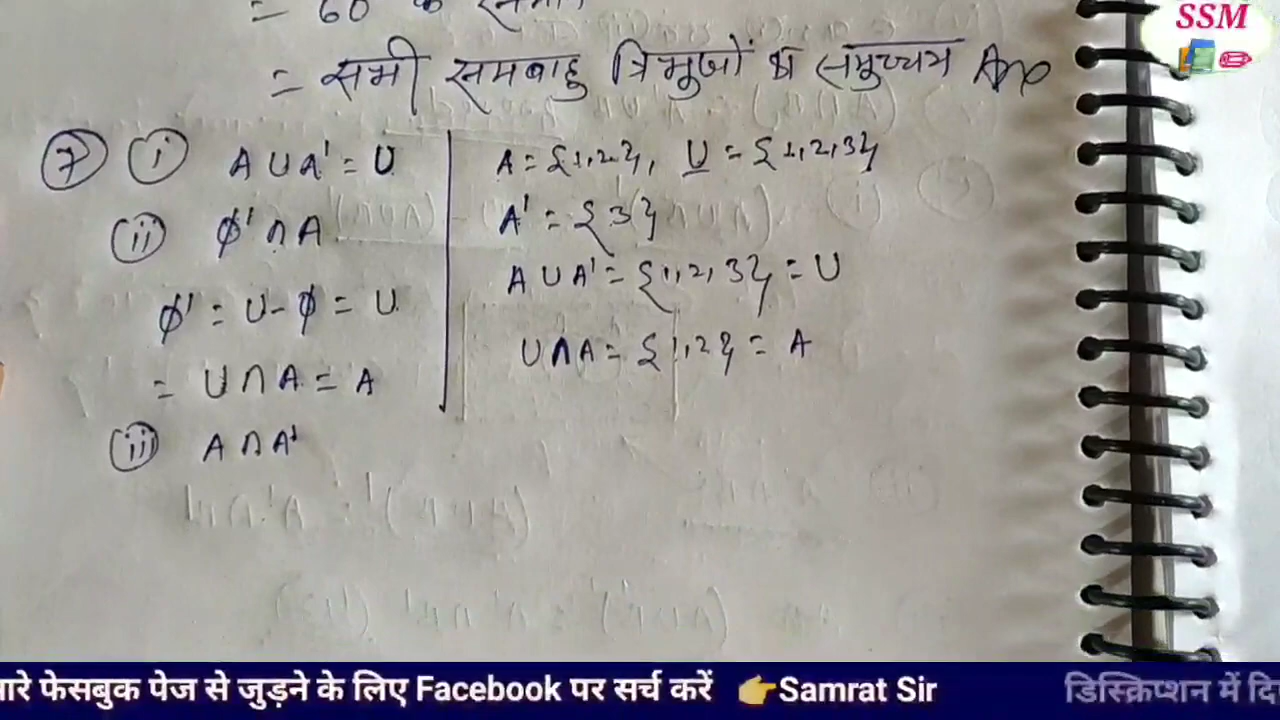 = 60 के
= सभी समबाहु त्रिभुजों का समुच्चय Ans
SSM
(7) (i) A ∪ A' = U
(ii) ϕ' ∩ A
ϕ' = U - ϕ = U
= U ∩ A = A
(iii) A ∩ A'
A = {1,2}, U = {1,2,3}
A' = {3}
A ∪ A' = {1,2,3} = U
U ∩ A = {1,2} = A
ारे फेसबुक पेज से जुड़ने के लिए Facebook पर सर्च करें 👉Samrat Sir
डिस्क्रिप्शन में दि